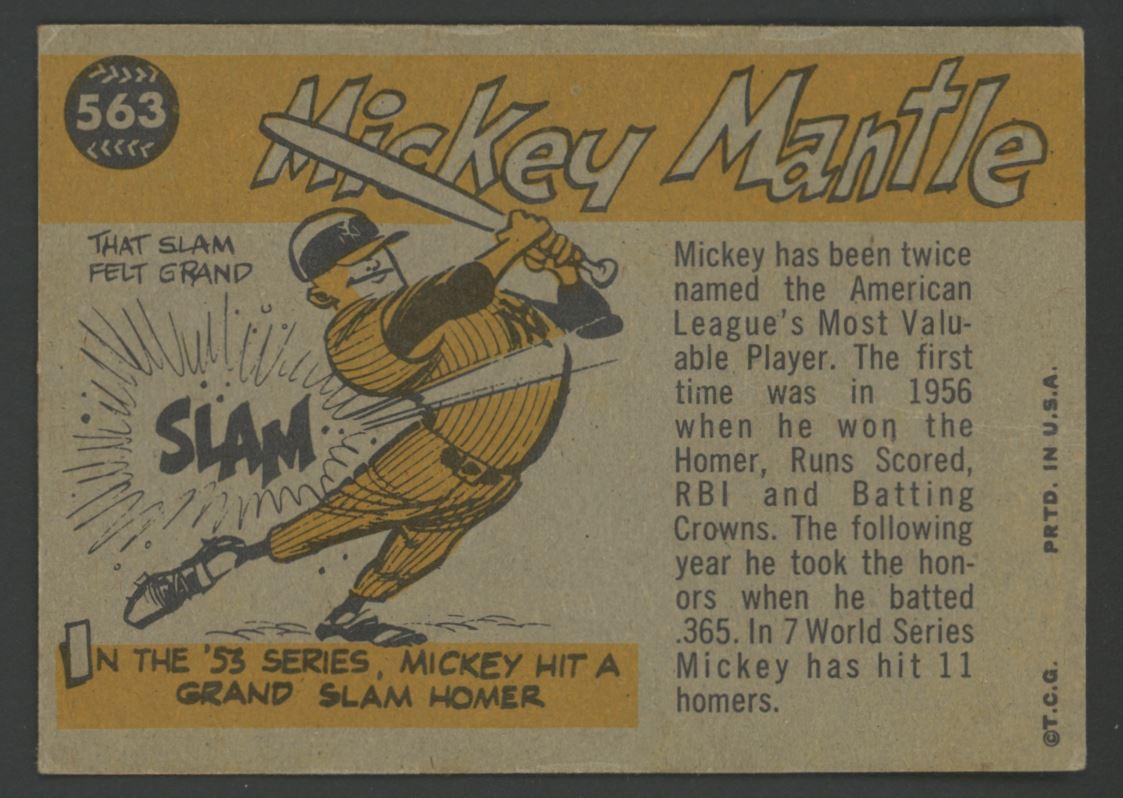 563
Mickey Mantle
THAT SLAM
FELT GRAND
SLAM
IN THE '53 SERIES, MICKEY HIT A
GRAND SLAM HOMER
Mickey has been twice
named the American
League's Most Valu-
able Player. The first
time was in 1956
when he won the
Homer, Runs Scored,
RBI and Batting
Crowns. The following
year he took the hon-
ors when he batted
.365. In 7 World Series
Mickey has hit 11
homers.
©T.C.G. PRTD. IN U.S.A.